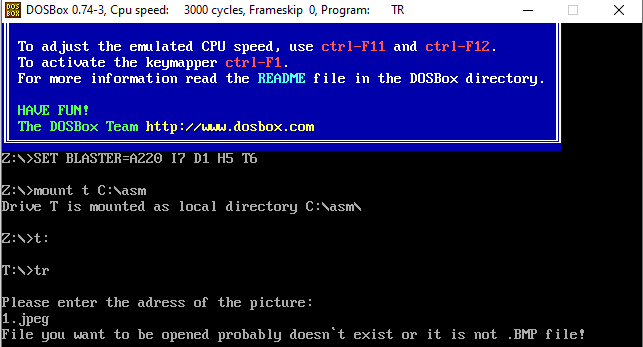 DOSBox 0.74-3, Cpu speed: 3000 cycles, Frameskip 0, Program: TR
To adjust the emulated CPU speed, use ctrl-F11 and ctrl-F12.
To activate the keymapper ctrl-F1.
For more information read the README file in the DOSBox directory.
HAVE FUN!
The DOSBox Team http://www.dosbox.com
Z:\>SET BLASTER=A220 I7 D1 H5 T6
Z:\>mount t C:\asm
Drive T is mounted as local directory C:\asm\
Z:\>t:
T:\>tr
Please enter the adress of the picture:
1.jpeg
File you want to be opened probably doesn`t exist or it is not .BMP file!